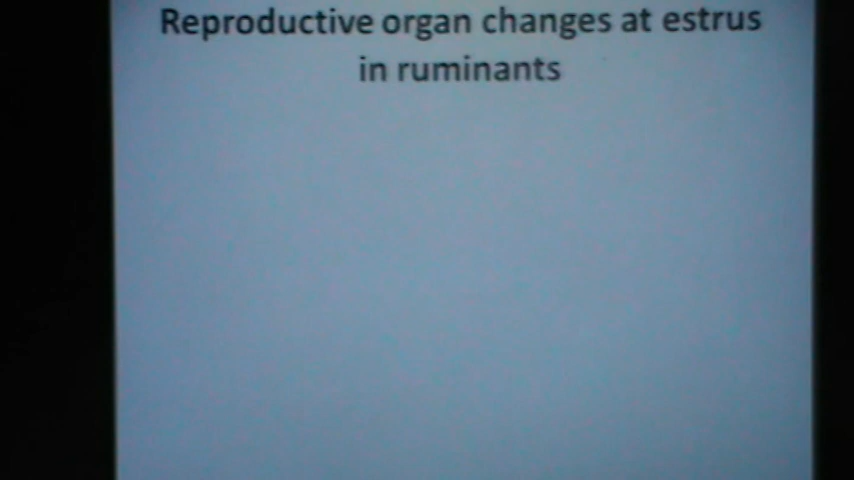 Reproductive organ changes at estrus
in ruminants